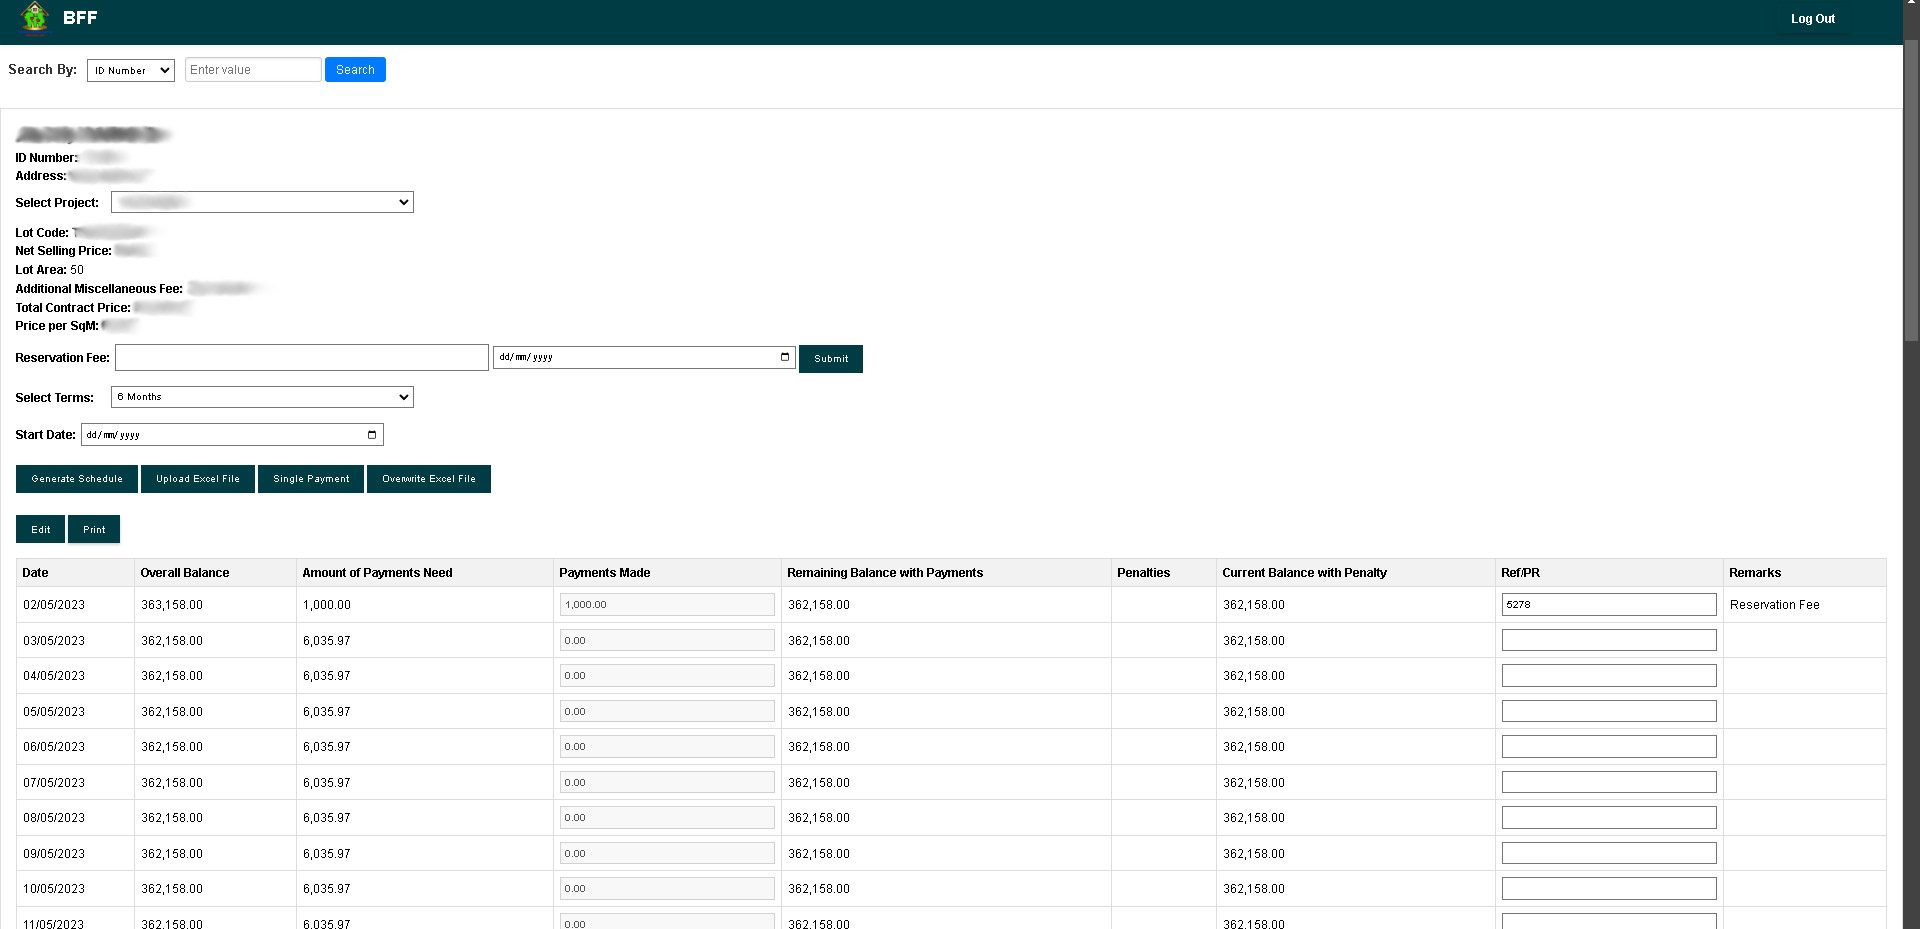 BFF
Log Out
Search By: ID Number Enter value Search
ID Number:
Address:
Select Project:
Lot Code:
Net Selling Price:
Lot Area: 50
Additional Miscellaneous Fee:
Total Contract Price:
Price per SqM:
Reservation Fee: dd/mm/yyyy Submit
Select Terms: 6 Months
Start Date: dd/mm/yyyy
Generate Schedule Upload Excel File Single Payment Overwrite Excel File
Edit Print
Date Overall Balance Amount of Payments Need Payments Made Remaining Balance with Payments Penalties Current Balance with Penalty Ref/PR Remarks
02/05/2023 363,158.00 1,000.00 1,000.00 362,158.00 362,158.00 5278 Reservation Fee
03/05/2023 362,158.00 6,035.97 0.00 362,158.00 362,158.00
04/05/2023 362,158.00 6,035.97 0.00 362,158.00 362,158.00
05/05/2023 362,158.00 6,035.97 0.00 362,158.00 362,158.00
06/05/2023 362,158.00 6,035.97 0.00 362,158.00 362,158.00
07/05/2023 362,158.00 6,035.97 0.00 362,158.00 362,158.00
08/05/2023 362,158.00 6,035.97 0.00 362,158.00 362,158.00
09/05/2023 362,158.00 6,035.97 0.00 362,158.00 362,158.00
10/05/2023 362,158.00 6,035.97 0.00 362,158.00 362,158.00
11/05/2023 362,158.00 6,035.97 0.00 362,158.00 362,158.00